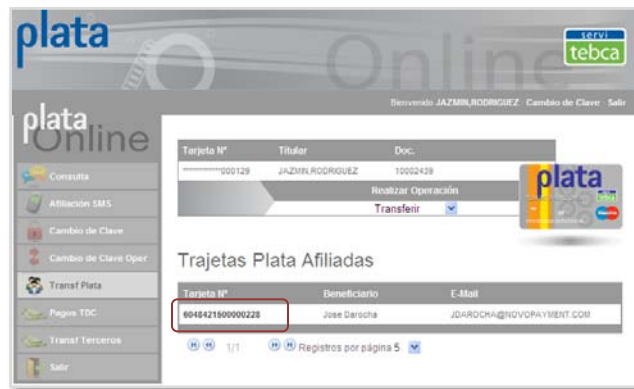 plata
Online
servi
tebca
Bienvenido JAZMIN,RODRIGUEZ Cambio de Clave Salir
plata
Online
Tarjeta Nº Titular Doc.
000129 JAZMIN,RODRIGUEZ 10002439
Realizar Operación
Transferir
plata
Consulta
Afiliación SMS
Cambio de Clave
Cambio de Clave Oper
Transf Plata
Pagos TDC
Transf Terceros
Salir
Trajetas Plata Afiliadas
Tarjeta Nº Beneficiario E-Mail
6048421600000228 Jose Darocha JDAROCHA@NOVOPAYMENT.COM
1/1 Registros por página 5